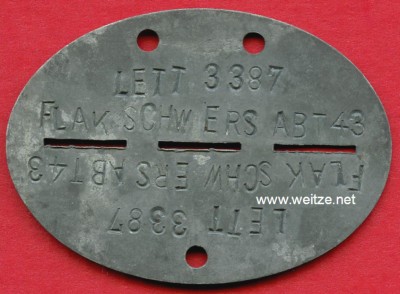 LETT 3387
FLAK SCHW ERS ABT 43
FLAK SCHW ERS ABT 43
www.weitze.net
LETT 3387